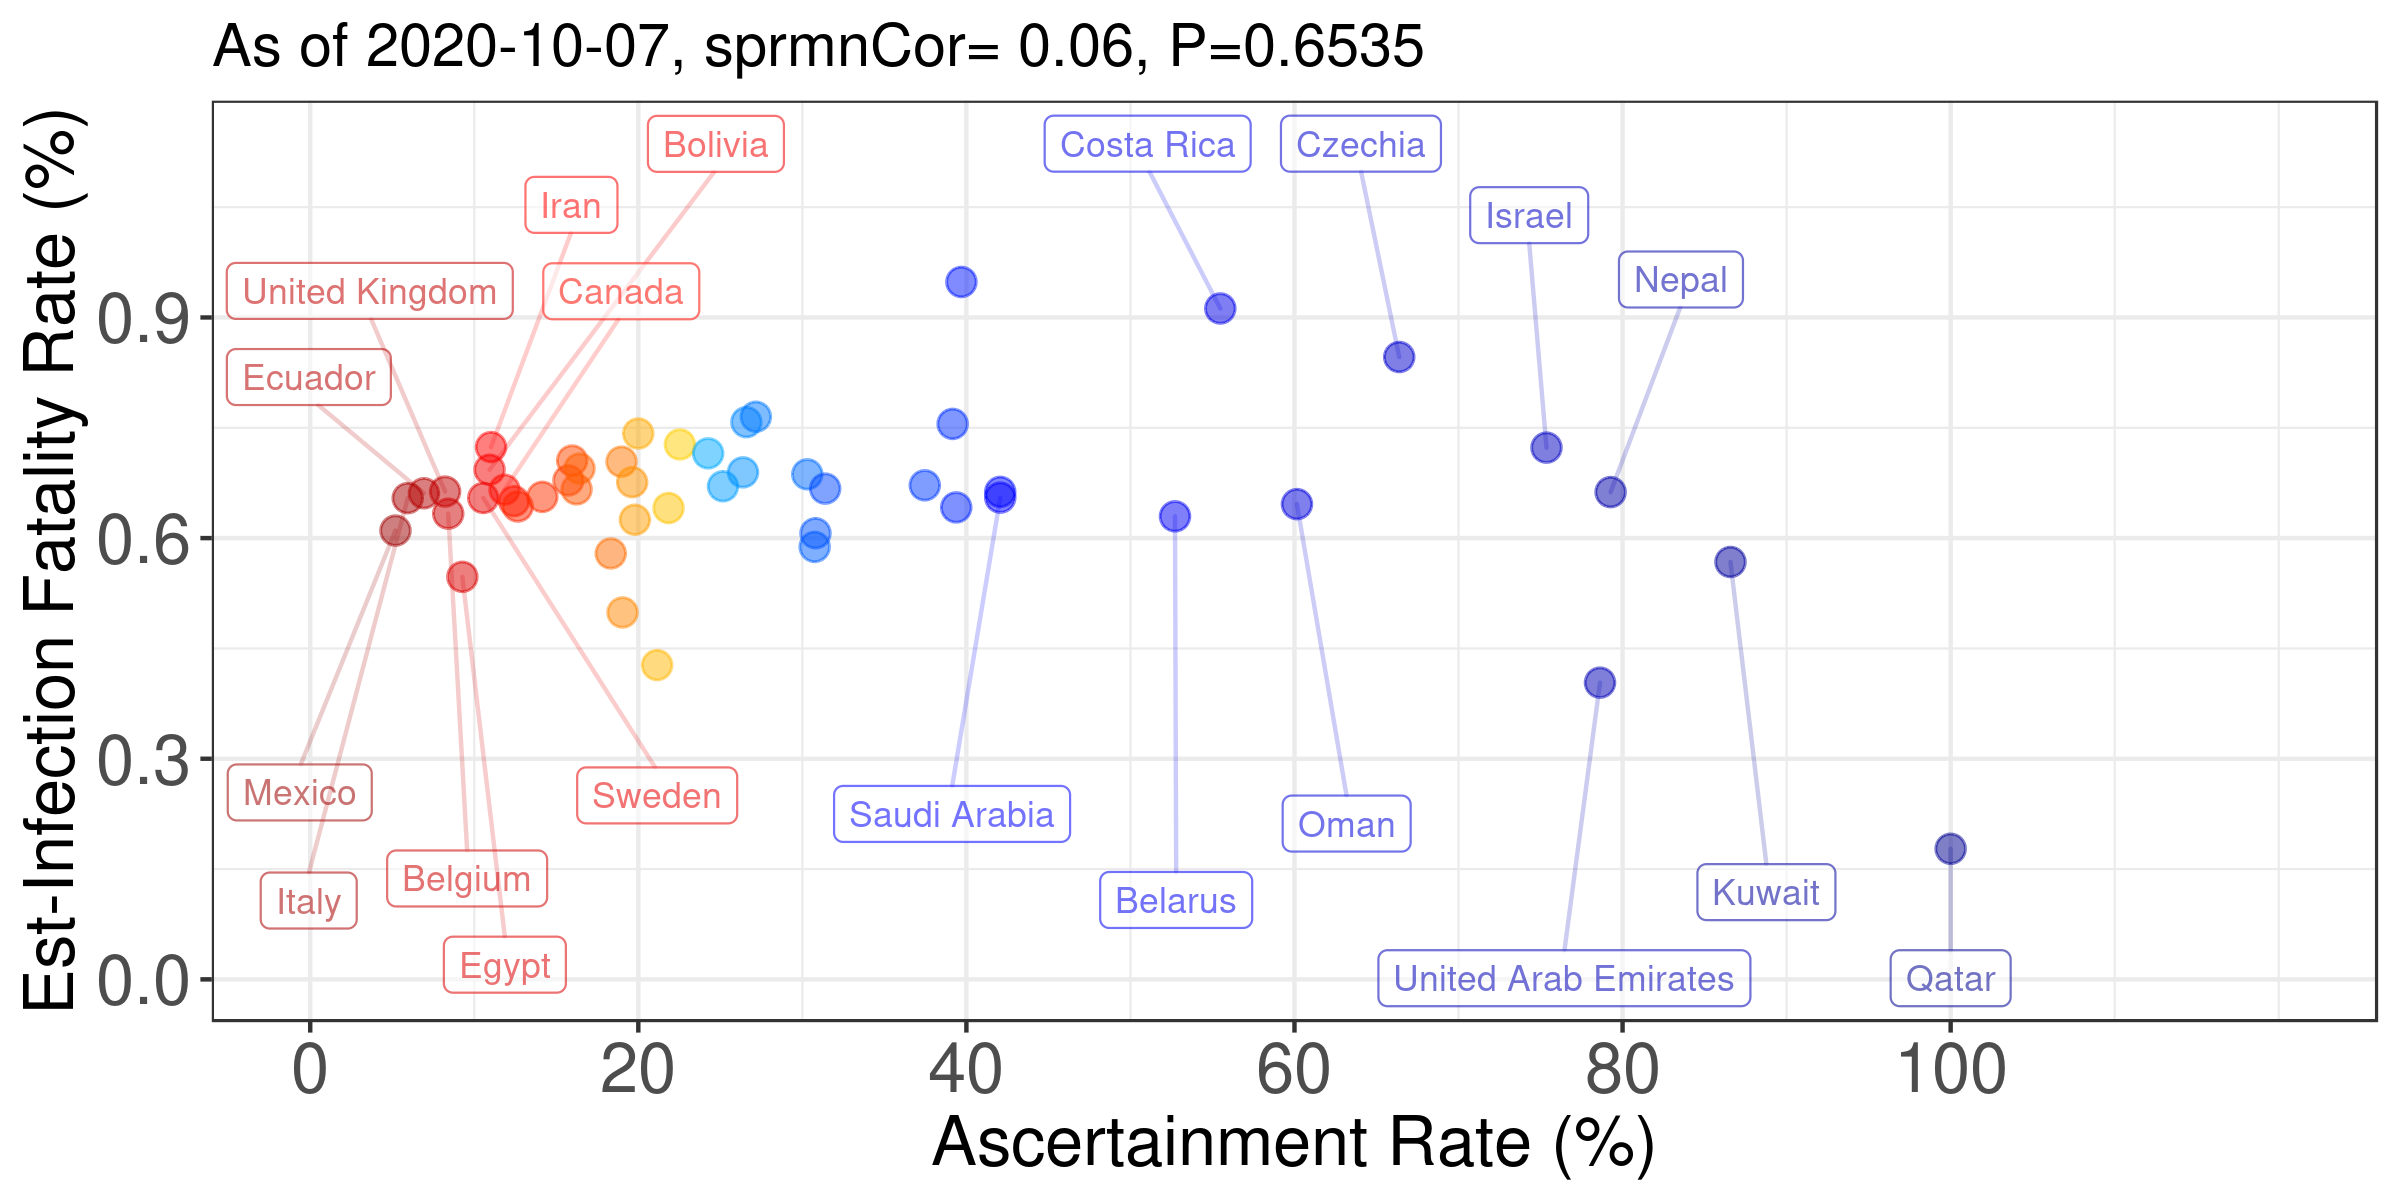 As of 2020-10-07, sprmnCor= 0.06, P=0.6535
Est-Infection Fatality Rate (%)
0.9
0.6
0.3
0.0
Bolivia
Costa Rica
Czechia
Iran
Israel
United Kingdom
Canada
Nepal
Ecuador
Mexico
Sweden
Saudi Arabia
Oman
Belgium
Italy
Belarus
Kuwait
Egypt
United Arab Emirates
Qatar
0
20
40
60
80
100
Ascertainment Rate (%)